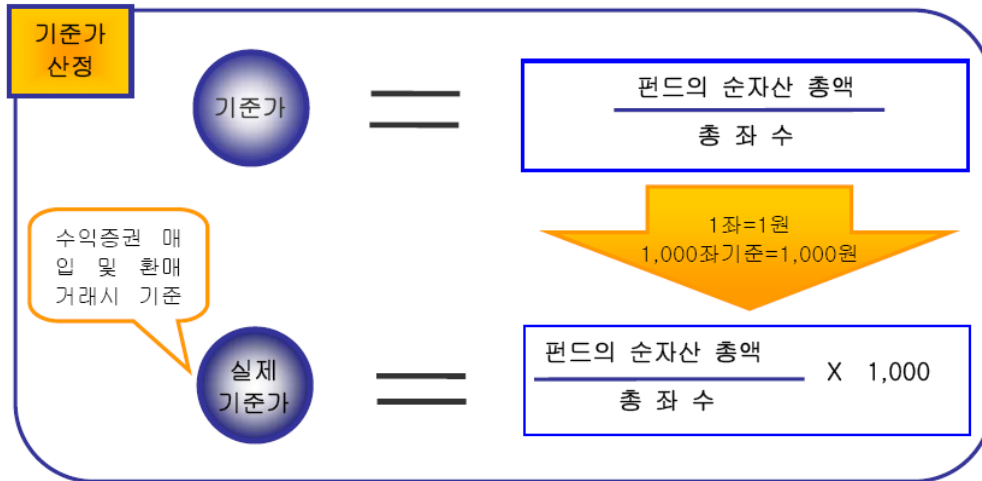 기준가
산정
기준가
펀드의 순자산 총액
총 좌 수
1좌=1원
1,000좌기준=1,000원
수익증권 매
입 및 환매
거래시 기준
실제
기준가
펀드의 순자산 총액
X 1,000
총 좌 수